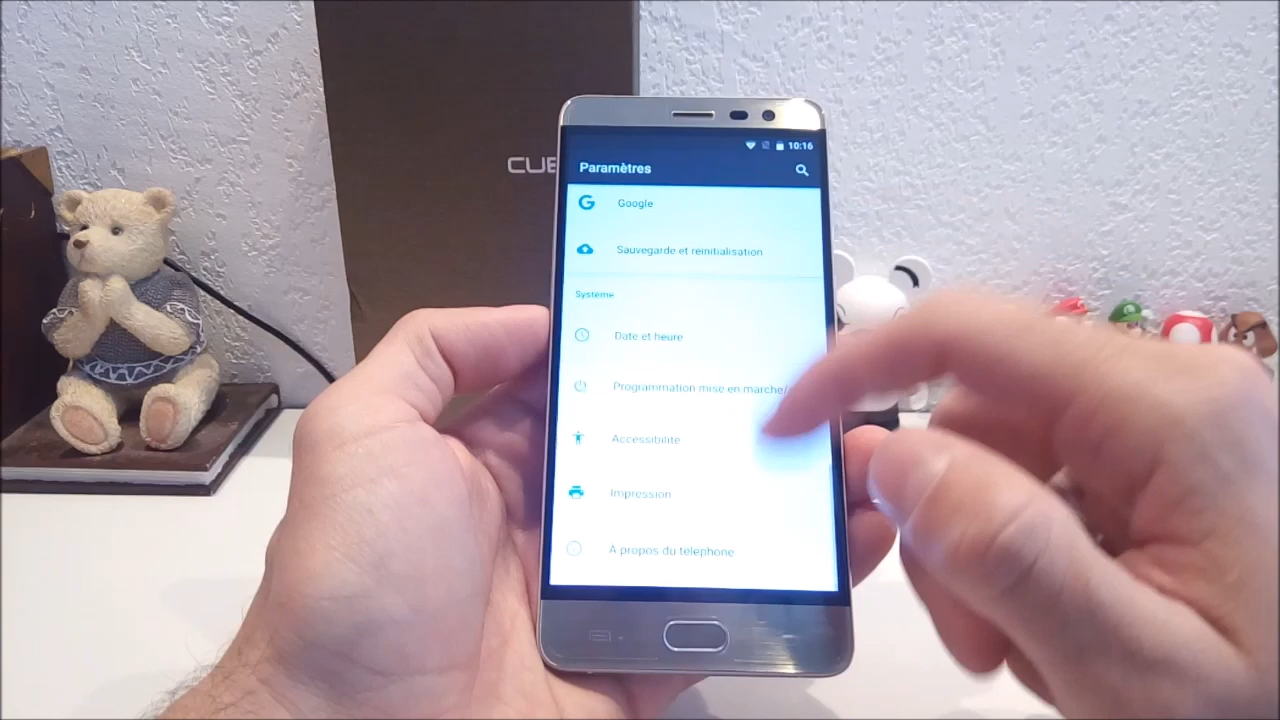 CUB
10:16
Paramètres
Google
Sauvegarde et réinitialisation
Système
Date et heure
Programmation mise en marche/
Accessibilité
Impression
À propos du téléphone